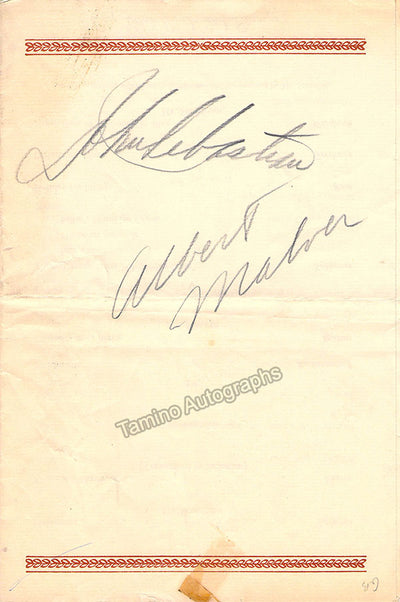 John Sebastian
Albert
Malver
Tamino Autographs